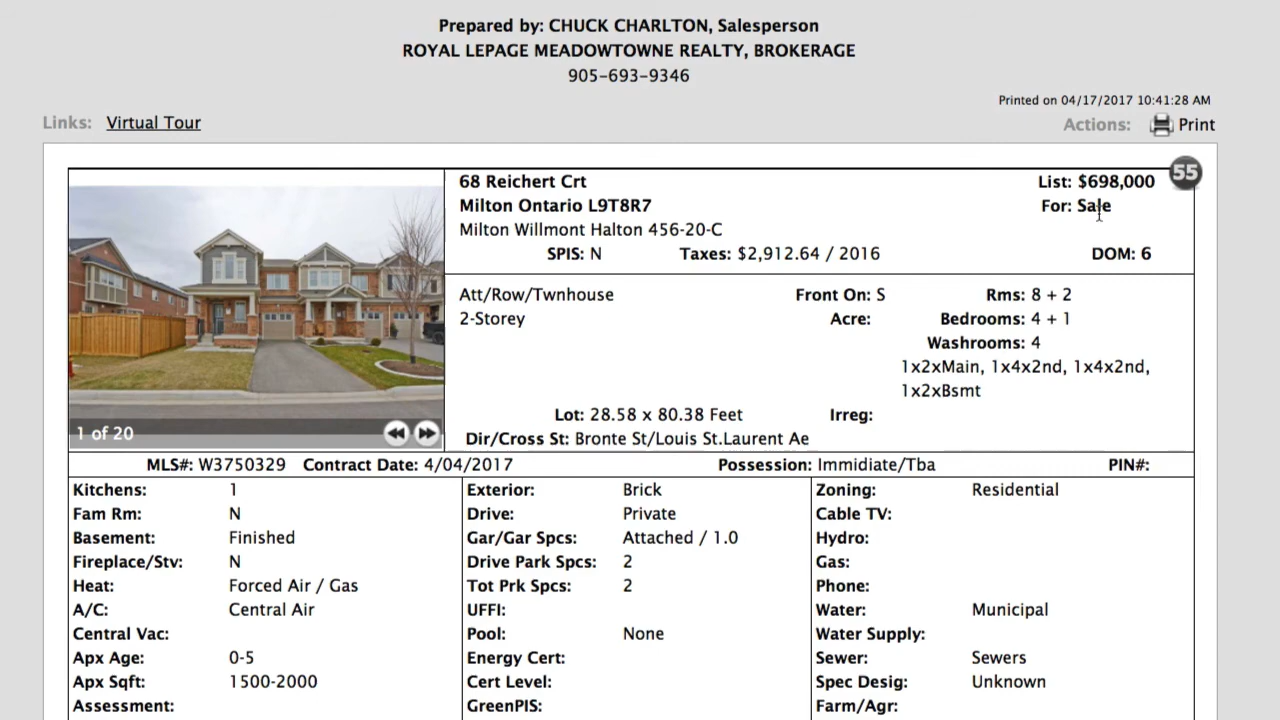 Prepared by: CHUCK CHARLTON, Salesperson
ROYAL LEPAGE MEADOWTOWNE REALTY, BROKERAGE
905-693-9346
Printed on 04/17/2017 10:41:28 AM
Links: Virtual Tour
Actions: Print
55
68 Reichert Crt
List: $698,000
Milton Ontario L9T8R7
For: Sale
Milton Willmont Halton 456-20-C
SPIS: N Taxes: $2,912.64 / 2016 DOM: 6
Att/Row/Twnhouse Front On: S Rms: 8 + 2
2-Storey Acre: Bedrooms: 4 + 1
Washrooms: 4
1x2xMain, 1x4x2nd, 1x4x2nd,
1x2xBsmt
Lot: 28.58 x 80.38 Feet Irreg:
Dir/Cross St: Bronte St/Louis St.Laurent Ae
1 of 20
MLS#: W3750329 Contract Date: 4/04/2017 Possession: Immidiate/Tba PIN#:
Kitchens: 1 Exterior: Brick Zoning: Residential
Fam Rm: N Drive: Private Cable TV:
Basement: Finished Gar/Gar Spcs: Attached / 1.0 Hydro:
Fireplace/Stv: N Drive Park Spcs: 2 Gas:
Heat: Forced Air / Gas Tot Prk Spcs: 2 Phone:
A/C: Central Air UFFI: Water: Municipal
Central Vac: Pool: None Water Supply:
Apx Age: 0-5 Energy Cert: Sewer: Sewers
Apx Sqft: 1500-2000 Cert Level: Spec Desig: Unknown
Assessment: GreenPIS: Farm/Agr: